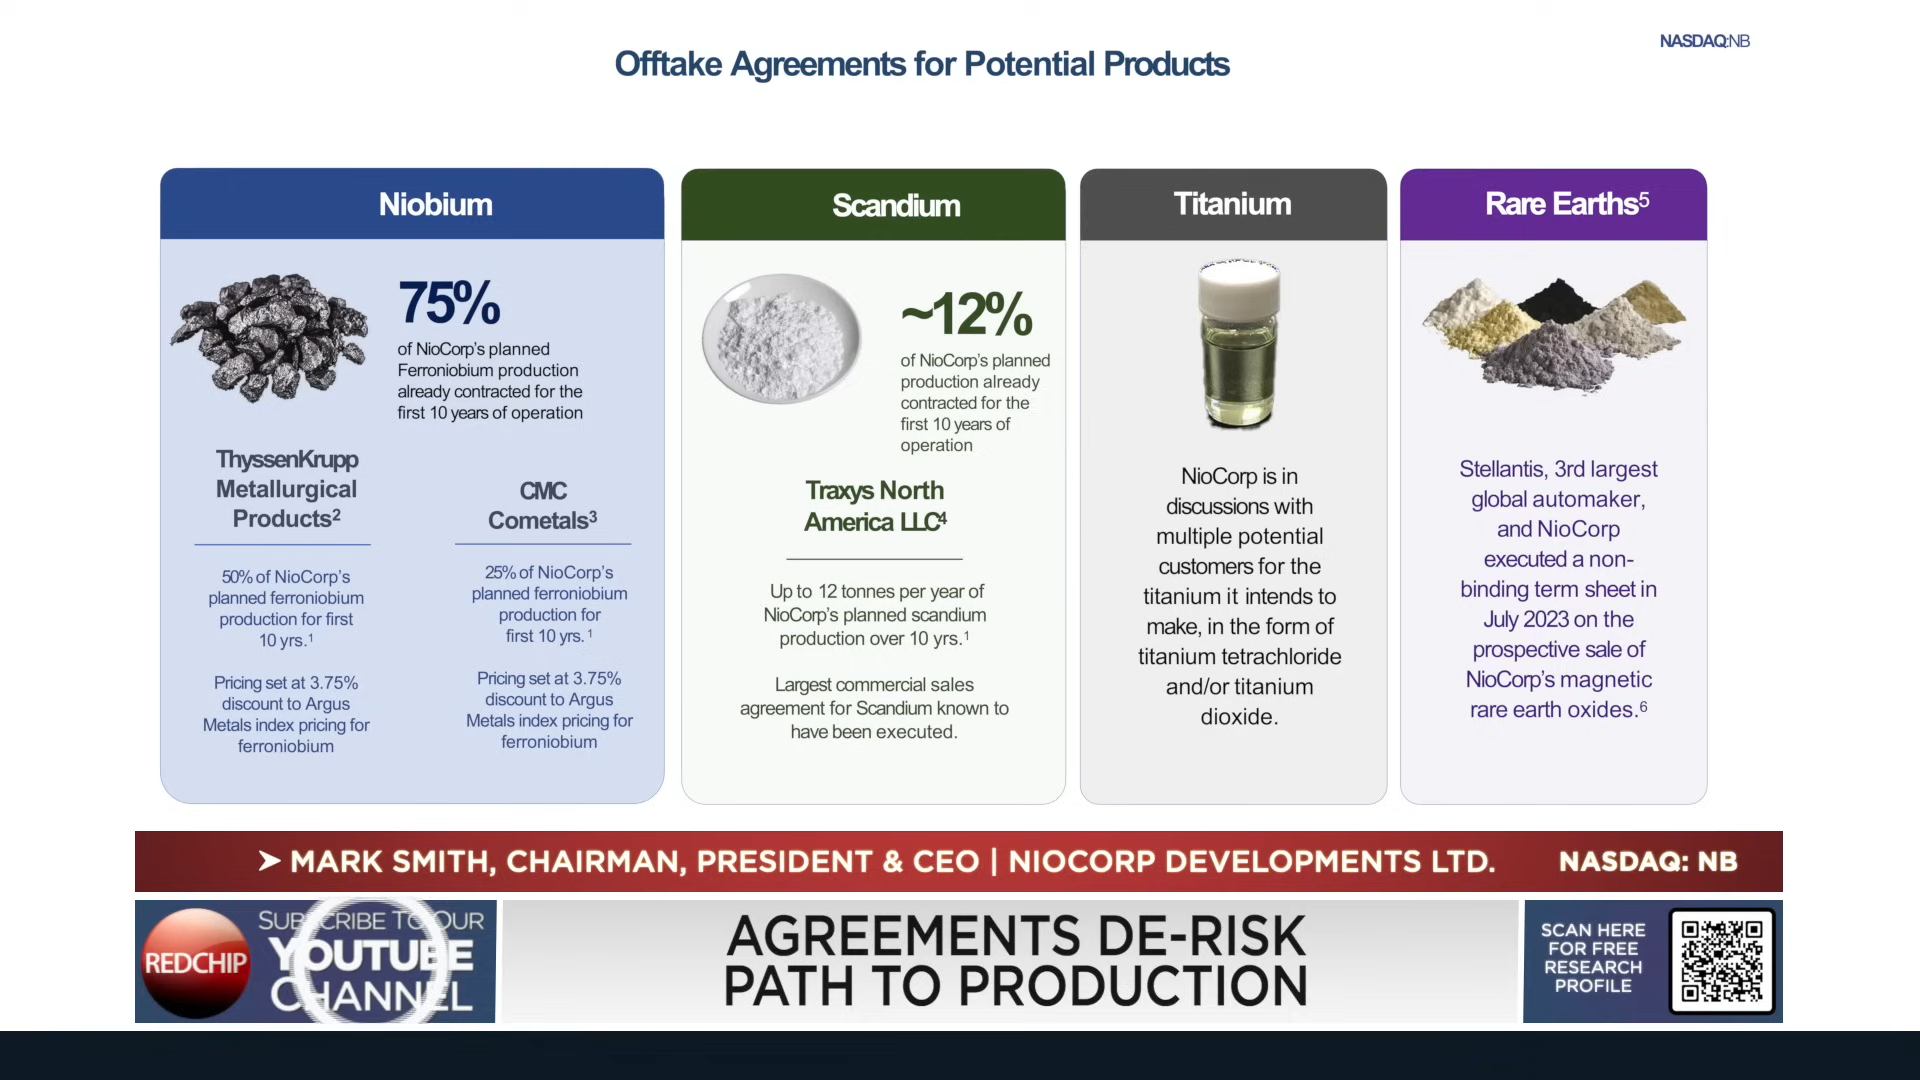 NASDAQ:NB
Offtake Agreements for Potential Products
Niobium
75%
of NioCorp's planned
Ferroniobium production
already contracted for the
first 10 years of operation
ThyssenKrupp
Metallurgical
Products2
50% of NioCorp's
planned ferroniobium
production for first
10 yrs.1
Pricing set at 3.75%
discount to Argus
Metals index pricing for
ferroniobium
CMC
Cometals3
25% of NioCorp's
planned ferroniobium
production for
first 10 yrs. 1
Pricing set at 3.75%
discount to Argus
Metals index pricing for
ferroniobium
Scandium
~12%
of NioCorp's planned
production already
contracted for the
first 10 years of
operation
Traxys North
America LLC4
Up to 12 tonnes per year of
NioCorp's planned scandium
production over 10 yrs.1
Largest commercial sales
agreement for Scandium known to
have been executed.
Titanium
NioCorp is in
discussions with
multiple potential
customers for the
titanium it intends to
make, in the form of
titanium tetrachloride
and/or titanium
dioxide.
Rare Earths5
Stellantis, 3rd largest
global automaker,
and NioCorp
executed a non-
binding term sheet in
July 2023 on the
prospective sale of
NioCorp's magnetic
rare earth oxides.6
➤ MARK SMITH, CHAIRMAN, PRESIDENT & CEO | NIOCORP DEVELOPMENTS LTD.
NASDAQ: NB
REDCHIP
SUBSCRIBE TO OUR
YOUTUBE
CHANNEL
AGREEMENTS DE-RISK
PATH TO PRODUCTION
SCAN HERE
FOR FREE
RESEARCH
PROFILE